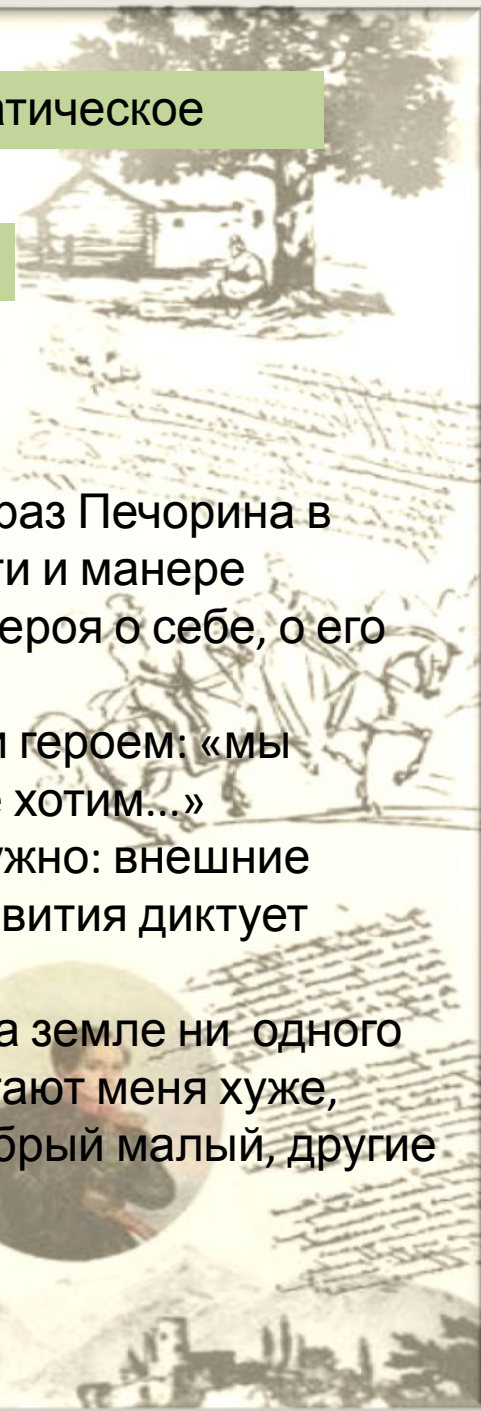 атическое
раз Печорина в
ти и манере
ероя о себе, о его
и героем: «мы
е хотим…»
ужно: внешние
вития диктует
а земле ни одного
тают меня хуже,
брый малый, другие